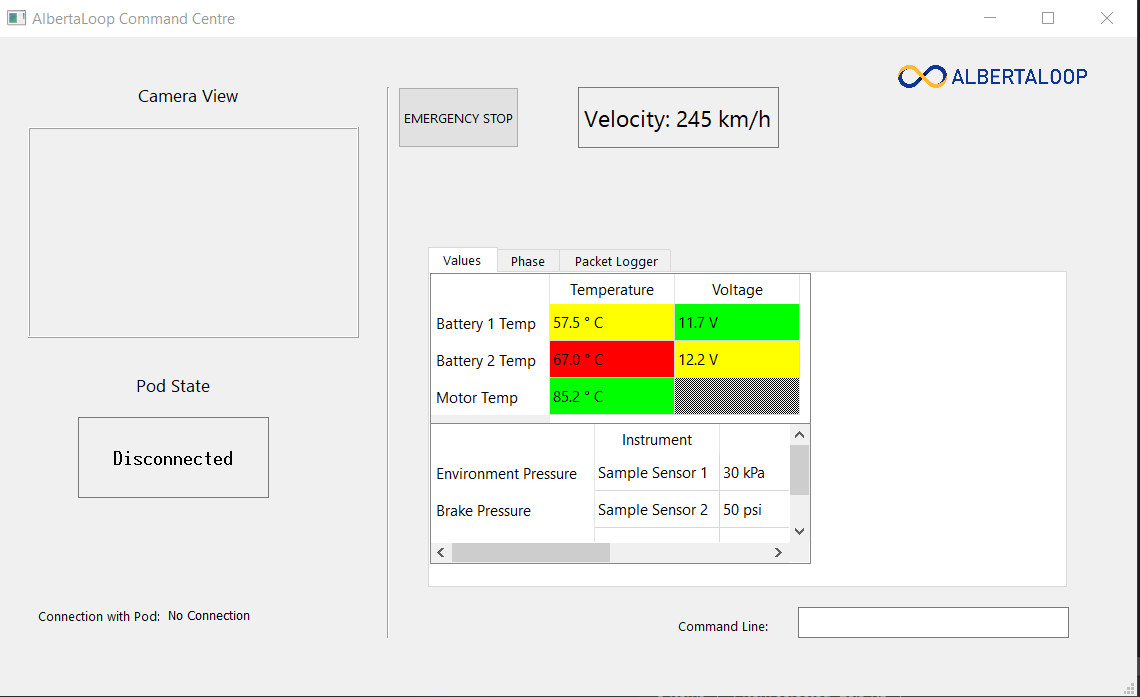 AlbertaLoop Command Centre
ALBERTALOOP
Camera View
EMERGENCY STOP
Velocity: 245 km/h
Values Phase Packet Logger
Temperature Voltage
Battery 1 Temp 57.5 ° C 11.7 V
Battery 2 Temp 67.0 ° C 12.2 V
Motor Temp 85.2 ° C
Pod State
Disconnected
Instrument
Environment Pressure Sample Sensor 1 30 kPa
Brake Pressure Sample Sensor 2 50 psi
Connection with Pod: No Connection
Command Line: